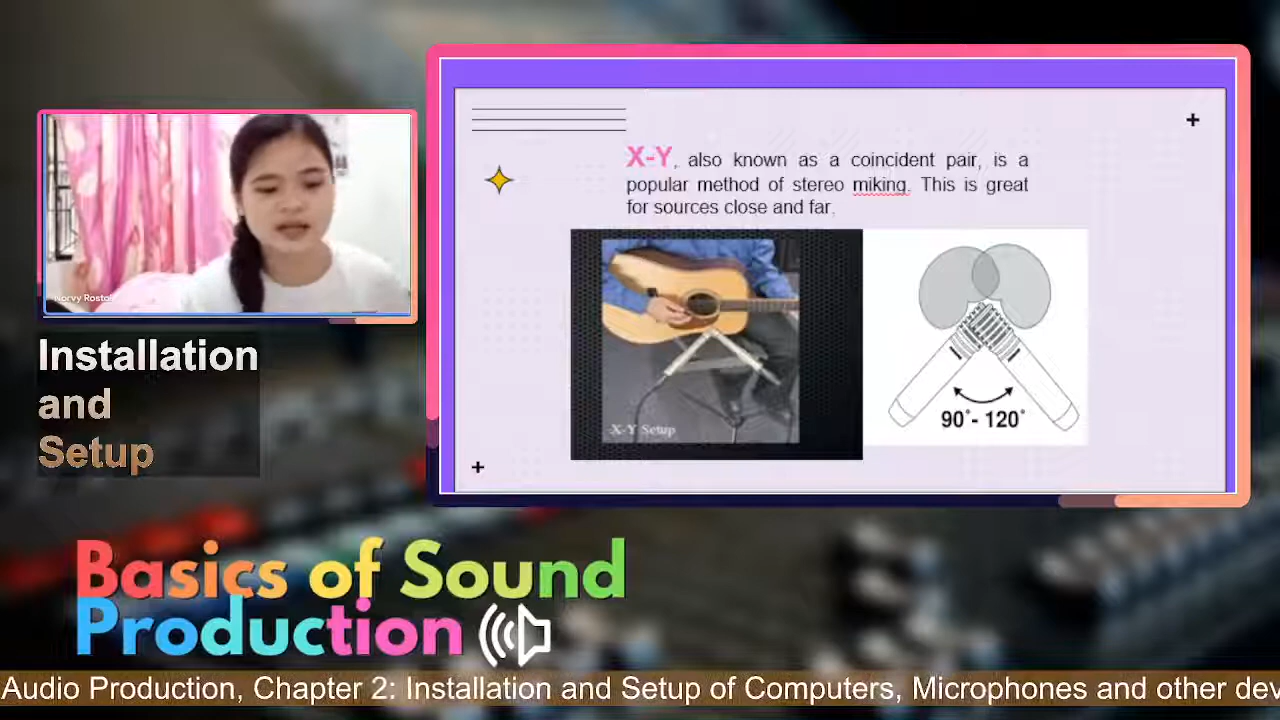 X-Y, also known as a coincident pair, is a
popular method of stereo miking. This is great
for sources close and far.
X-Y Setup
90°- 120°
Installation
and
Setup
Basics of Sound
Production
Audio Production, Chapter 2: Installation and Setup of Computers, Microphones and other dev